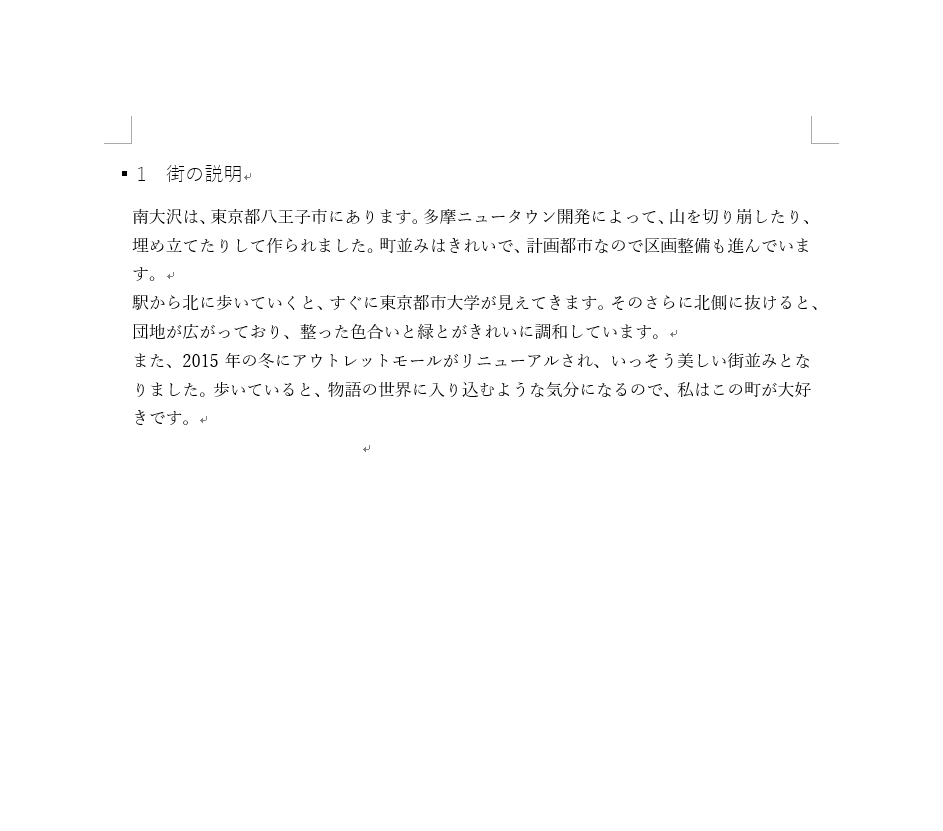 1　街の説明
南大沢は、東京都八王子市にあります。多摩ニュータウン開発によって、山を切り崩したり、
埋め立てたりして作られました。町並みはきれいで、計画都市なので区画整備も進んでいま
す。
駅から北に歩いていくと、すぐに東京都市大学が見えてきます。そのさらに北側に抜けると、
団地が広がっており、整った色合いと緑とがきれいに調和しています。
また、2015 年の冬にアウトレットモールがリニューアルされ、いっそう美しい街並みとな
りました。歩いていると、物語の世界に入り込むような気分になるので、私はこの町が大好
きです。